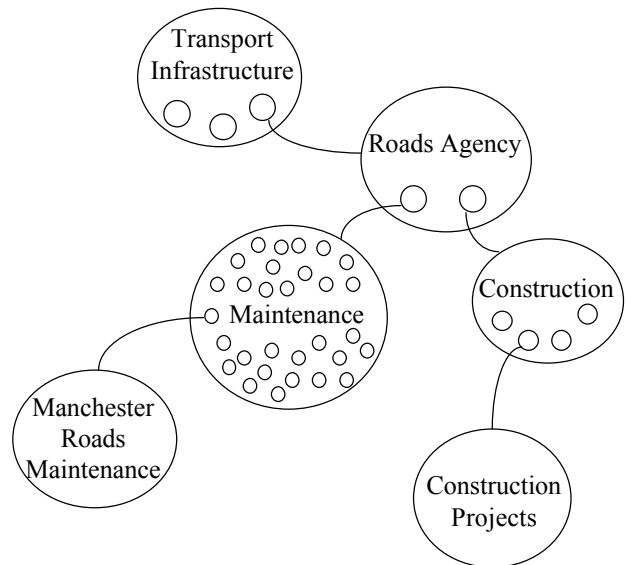 Transport
Infrastructure
Roads Agency
Maintenance
Construction
Manchester
Roads
Maintenance
Construction
Projects